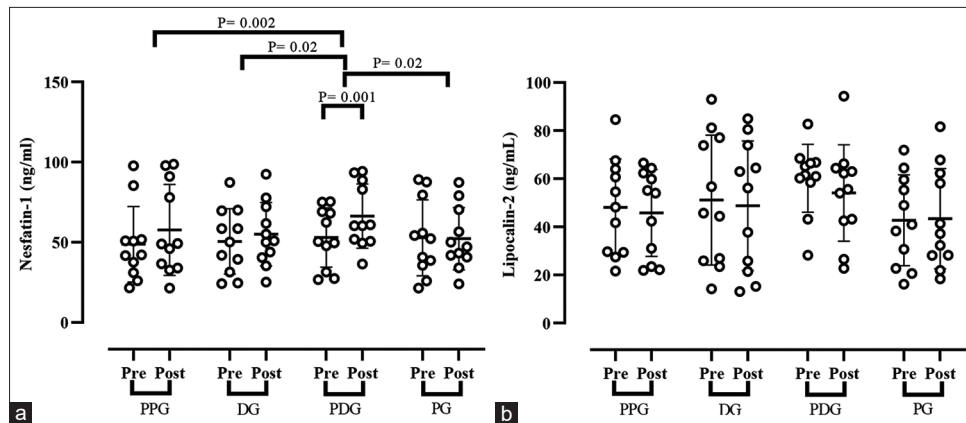 P= 0.002
P= 0.02
P= 0.02
P= 0.001
150
100
50
0
Nesfatin-1 (ng/ml)
Pre Post Pre Post Pre Post Pre Post
PPG DG PDG PG
a
100
80
60
40
20
0
Lipocalin-2 (ng/mL)
Pre Post Pre Post Pre Post Pre Post
PPG DG PDG PG
b